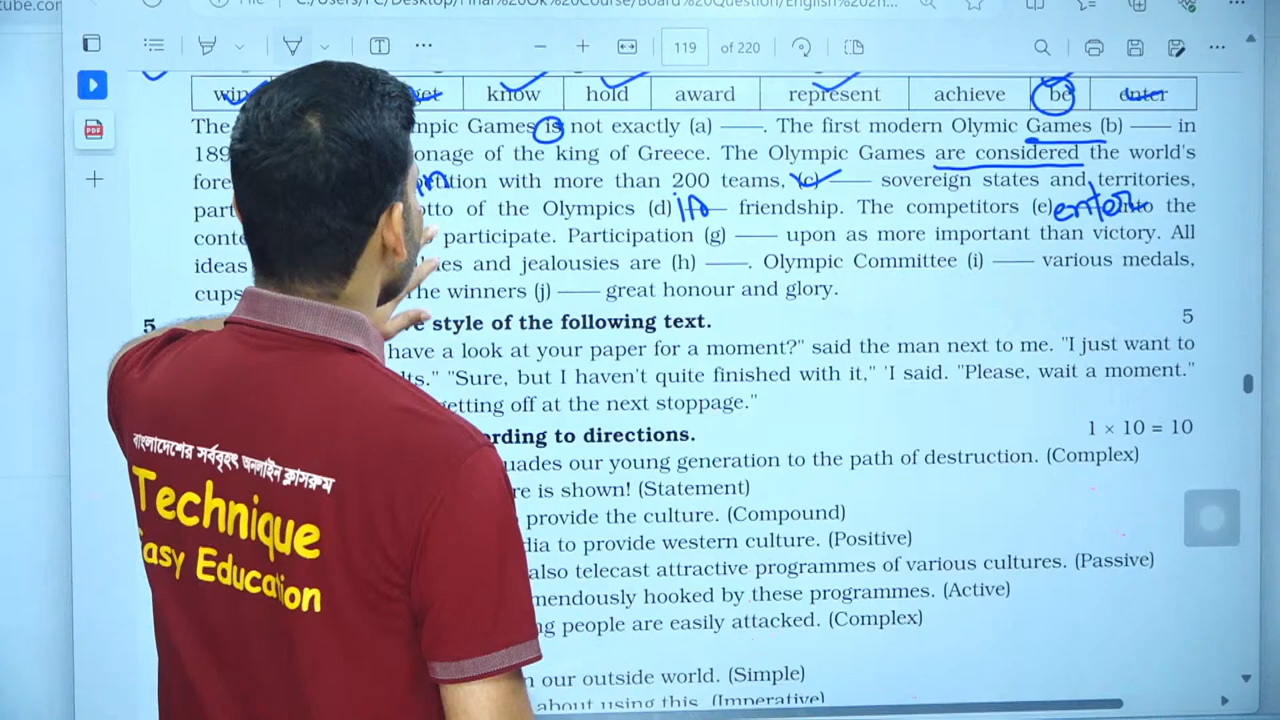 119 of 220
win get know hold award represent achieve be enter
The mpic Games is not exactly (a) ——. The first modern Olymic Games (b) —— in
189 onage of the king of Greece. The Olympic Games are considered the world's
fore tition with more than 200 teams, (c) —— sovereign states and territories,
part otto of the Olympics (d) is friendship. The competitors (e) enter into the
conte participate. Participation (g) —— upon as more important than victory. All
ideas and jealousies are (h) ——. Olympic Committee (i) —— various medals,
cups The winners (j) —— great honour and glory.
5 e style of the following text. 5
have a look at your paper for a moment?" said the man next to me. "I just want to
lts." "Sure, but I haven't quite finished with it," 'I said. "Please, wait a moment."
getting off at the next stoppage."
rding to directions. 1 × 10 = 10
uades our young generation to the path of destruction. (Complex)
re is shown! (Statement)
provide the culture. (Compound)
dia to provide western culture. (Positive)
also telecast attractive programmes of various cultures. (Passive)
mendously hooked by these programmes. (Active)
ng people are easily attacked. (Complex)
n our outside world. (Simple)
about using this. (Imperative)
বাংলাদেশের সর্ববৃহৎ অনলাইন ক্লাসরুম
Technique
Easy Education